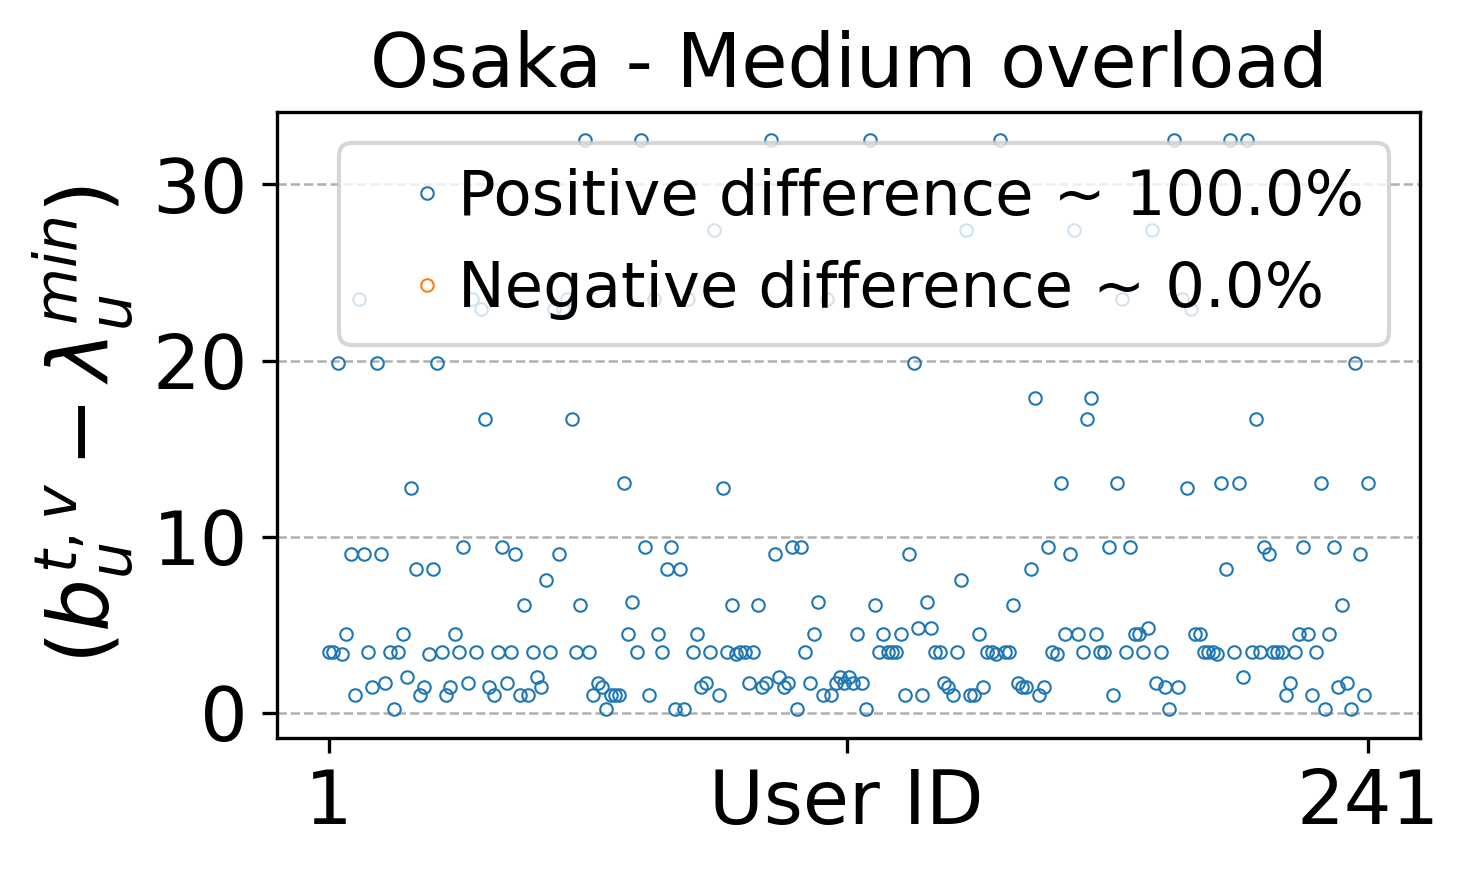 Osaka - Medium overload
(b_u^{t, v} − λ_u^{min})
30
20
10
0
Positive difference ~ 100.0%
Negative difference ~ 0.0%
1
User ID
241